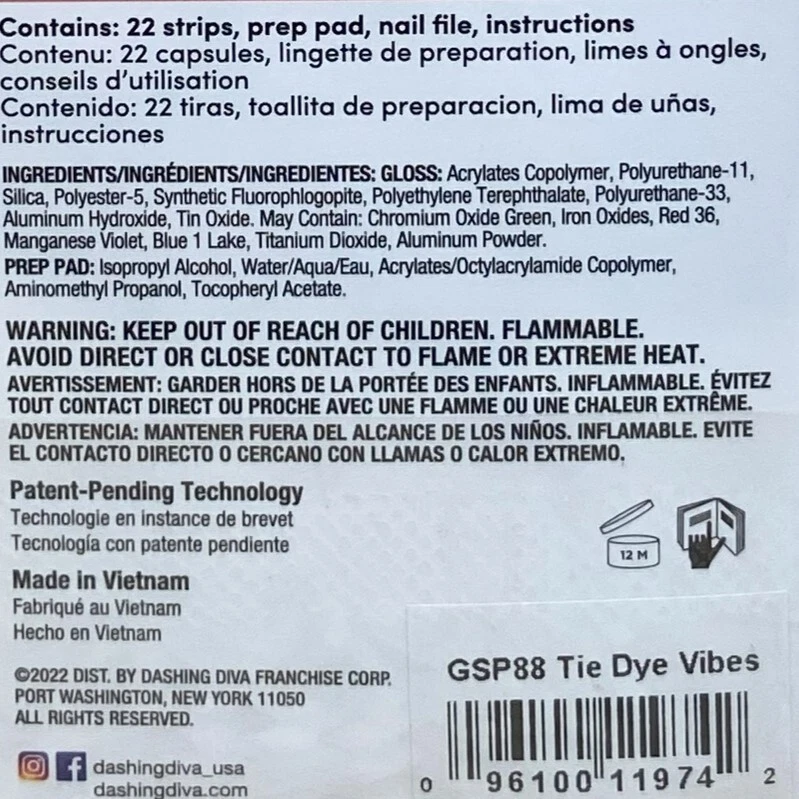 Contains: 22 strips, prep pad, nail file, instructions
Contenu: 22 capsules, lingette de preparation, limes à ongles,
conseils d'utilisation
Contenido: 22 tiras, toallita de preparacion, lima de uñas,
instrucciones
INGREDIENTS/INGRÉDIENTS/INGREDIENTES: GLOSS: Acrylates Copolymer, Polyurethane-11,
Silica, Polyester-5, Synthetic Fluorophlogopite, Polyethylene Terephthalate, Polyurethane-33,
Aluminum Hydroxide, Tin Oxide. May Contain: Chromium Oxide Green, Iron Oxides, Red 36,
Manganese Violet, Blue 1 Lake, Titanium Dioxide, Aluminum Powder.
PREP PAD: Isopropyl Alcohol, Water/Aqua/Eau, Acrylates/Octylacrylamide Copolymer,
Aminomethyl Propanol, Tocopheryl Acetate.
WARNING: KEEP OUT OF REACH OF CHILDREN. FLAMMABLE.
AVOID DIRECT OR CLOSE CONTACT TO FLAME OR EXTREME HEAT.
AVERTISSEMENT: GARDER HORS DE LA PORTÉE DES ENFANTS. INFLAMMABLE. ÉVITEZ
TOUT CONTACT DIRECT OU PROCHE AVEC UNE FLAMME OU UNE CHALEUR EXTRÊME.
ADVERTENCIA: MANTENER FUERA DEL ALCANCE DE LOS NIÑOS. INFLAMABLE. EVITE
EL CONTACTO DIRECTO O CERCANO CON LLAMAS O CALOR EXTREMO.
Patent-Pending Technology
Technologie en instance de brevet
Tecnología con patente pendiente
12 M
Made in Vietnam
Fabriqué au Vietnam
Hecho en Vietnam
©2022 DIST. BY DASHING DIVA FRANCHISE CORP.
PORT WASHINGTON, NEW YORK 11050
ALL RIGHTS RESERVED.
dashingdiva_usa
dashingdiva.com
GSP88 Tie Dye Vibes
0 96100 11974 2